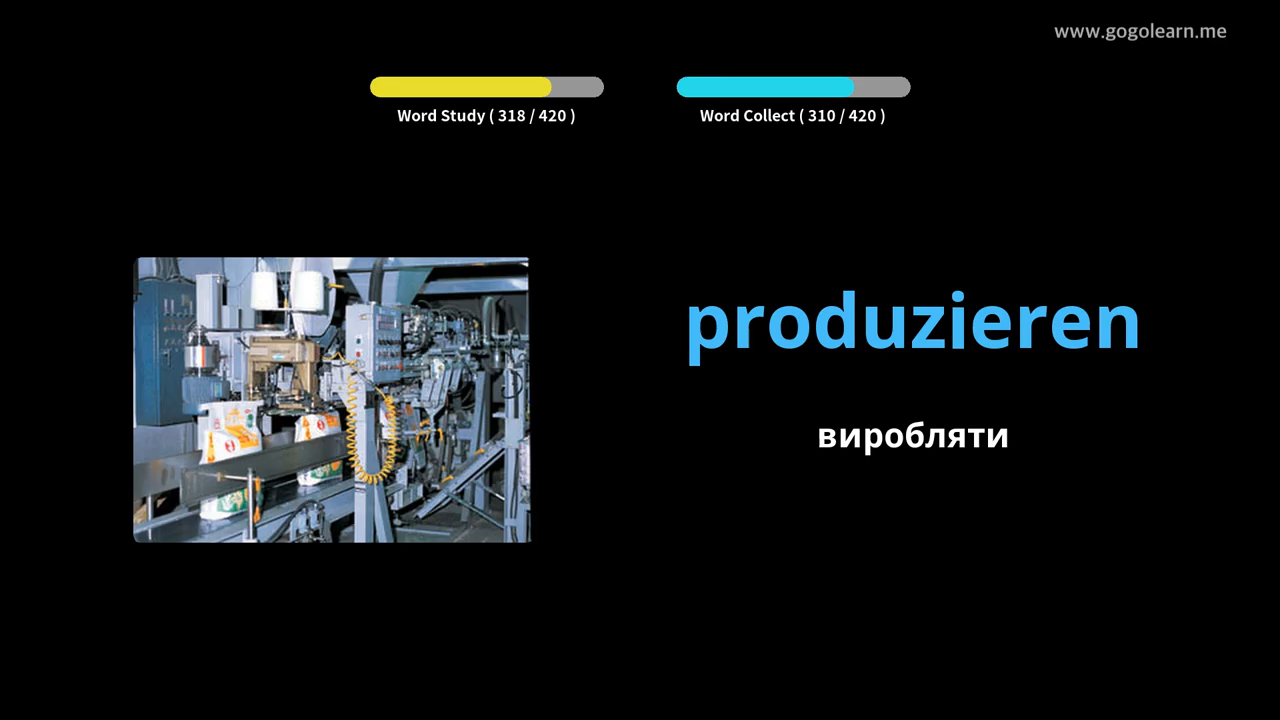 www.gogolearn.me
Word Study ( 318 / 420 )
Word Collect ( 310 / 420 )
produzieren
виробляти